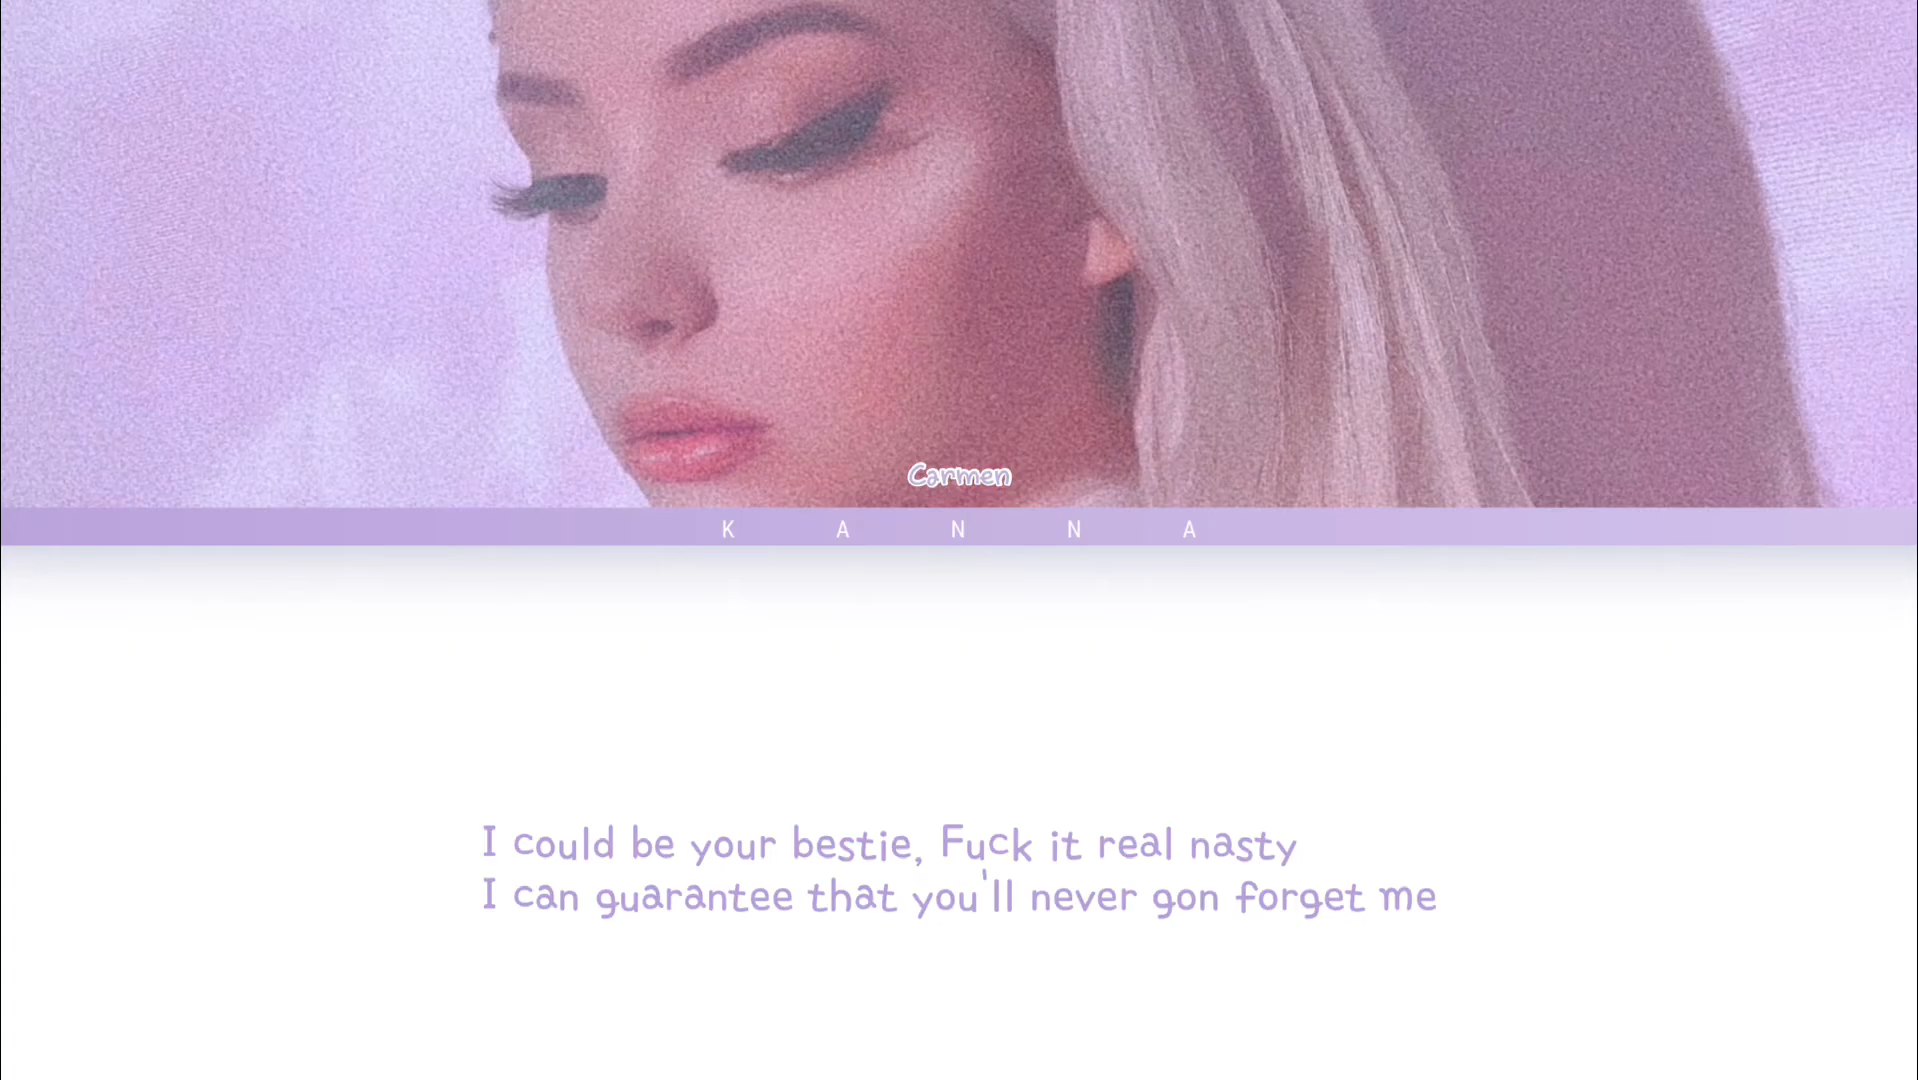 Carmen
K A N N A
I could be your bestie, Fuck it real nasty
I can guarantee that you'll never gon forget me